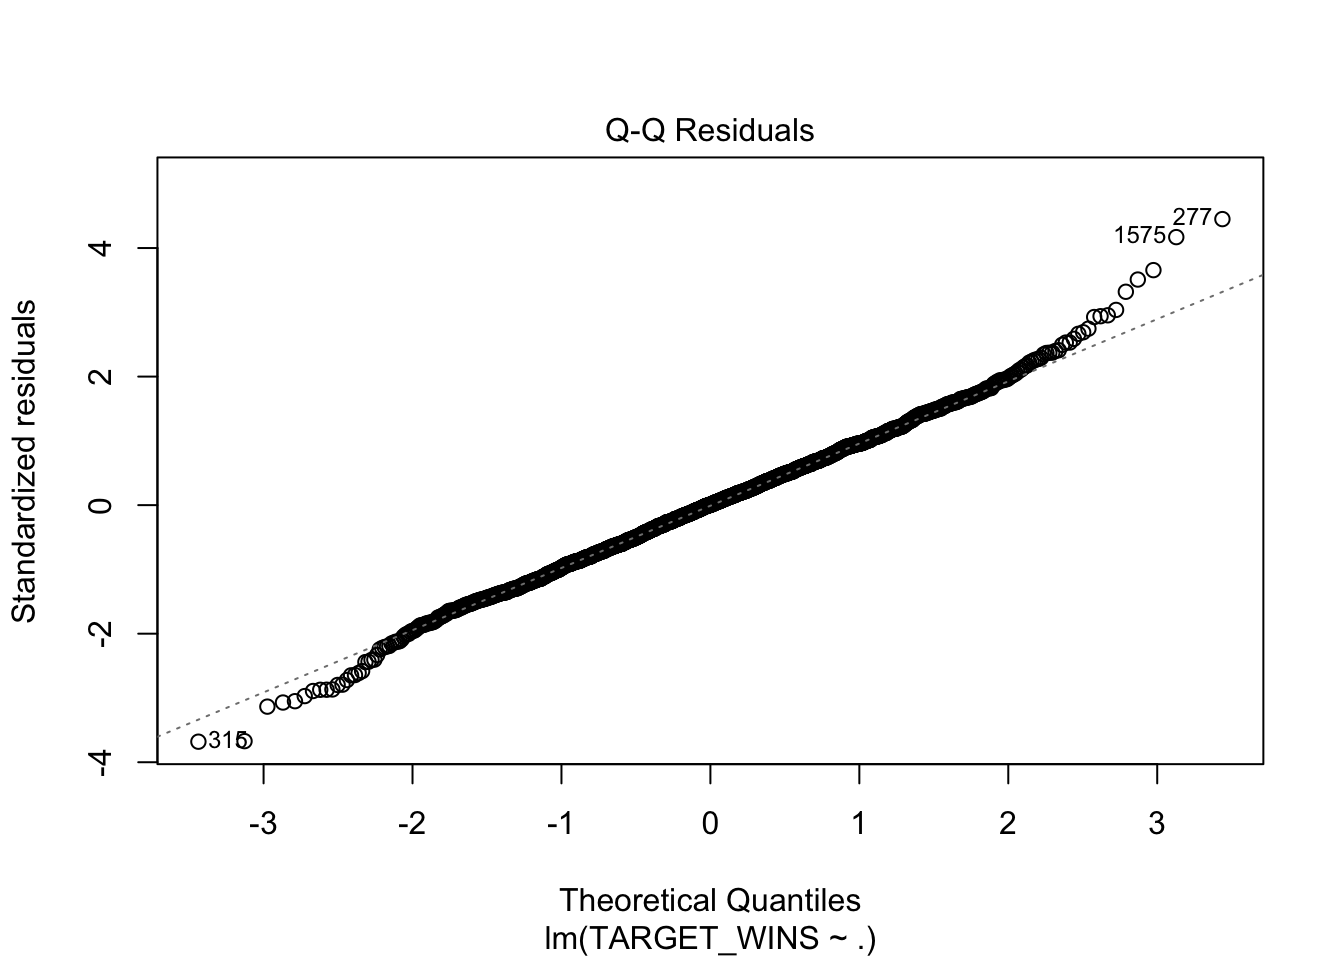 Q-Q Residuals
Standardized residuals
4
2
0
-2
-4
277
1575
315
-3 -2 -1 0 1 2 3
Theoretical Quantiles
lm(TARGET_WINS ~ .)